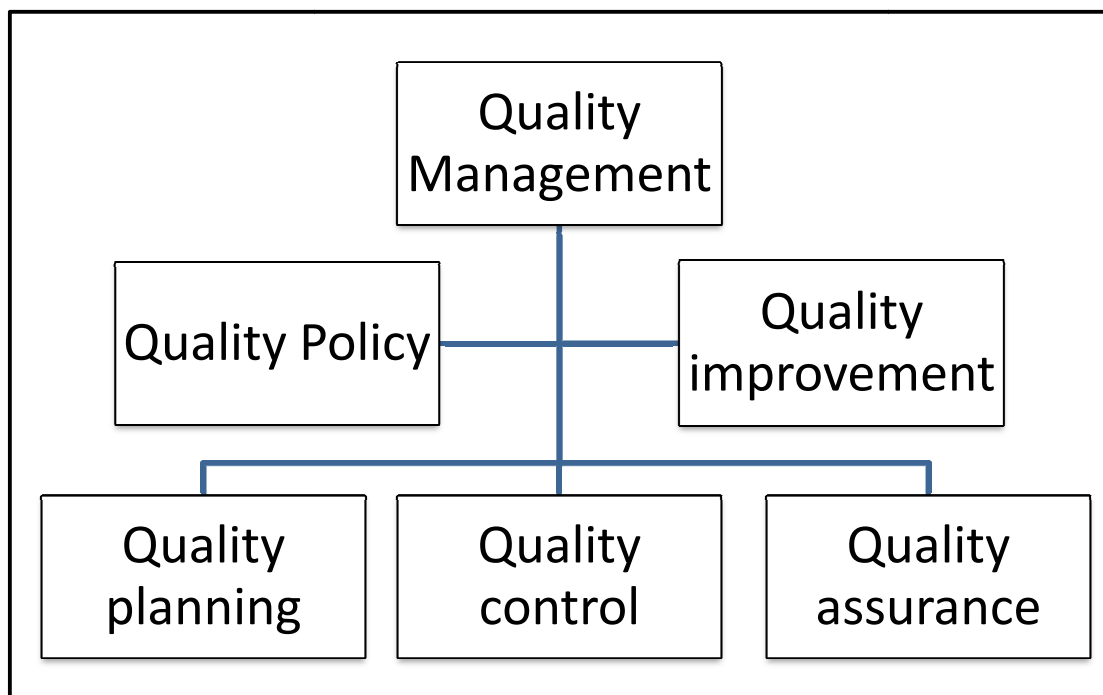 Quality
Management
Quality Policy
Quality
improvement
Quality
planning
Quality
control
Quality
assurance